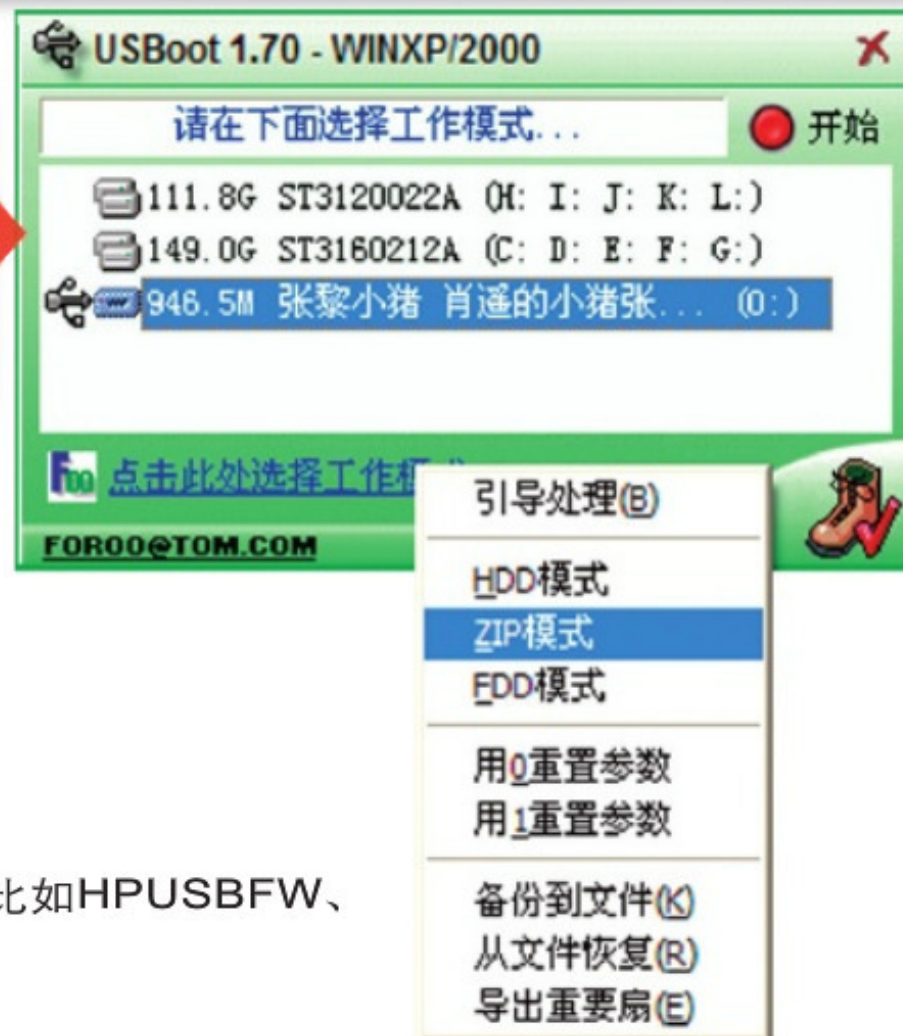 USBoot 1.70 - WINXP/2000
请在下面选择工作模式...
开始
111.8G ST3120022A (H: I: J: K: L:)
149.0G ST3160212A (C: D: E: F: G:)
946.5M 张黎小猪 肖遥的小猪张... (O:)
点击此处选择工作模式
FOROO@TOM.COM
引导处理(B)
HDD模式
ZIP模式
FDD模式
用0重置参数
用1重置参数
备份到文件(K)
从文件恢复(R)
导出重要扇(E)
比如HPUSBFW、